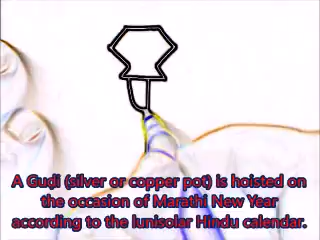 A Gudi (silver or copper pot) is hoisted on
the occasion of Marathi New Year
according to the lunisolar Hindu calendar.